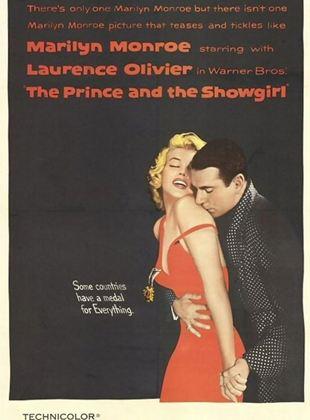 There's only one Marilyn Monroe but there isn't one
Marilyn Monroe picture that teases and tickles like
Marilyn Monroe starring with
Laurence Olivier in Warner Bros.'
"The Prince and the Showgirl"
Some countries
have a medal
for Everything.
TECHNICOLOR®